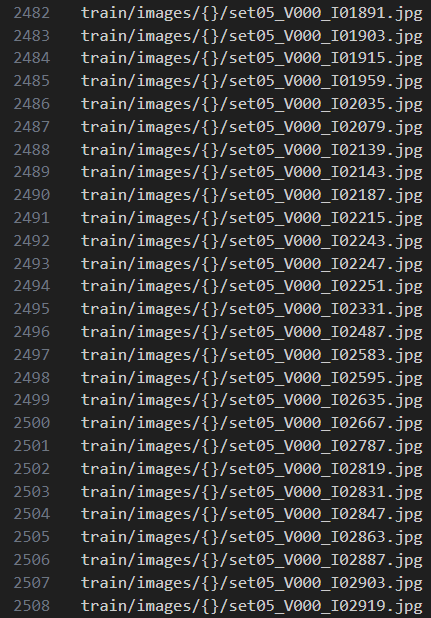 2482 train/images/{}/set05_V000_I01891.jpg
2483 train/images/{}/set05_V000_I01903.jpg
2484 train/images/{}/set05_V000_I01915.jpg
2485 train/images/{}/set05_V000_I01959.jpg
2486 train/images/{}/set05_V000_I02035.jpg
2487 train/images/{}/set05_V000_I02079.jpg
2488 train/images/{}/set05_V000_I02139.jpg
2489 train/images/{}/set05_V000_I02143.jpg
2490 train/images/{}/set05_V000_I02187.jpg
2491 train/images/{}/set05_V000_I02215.jpg
2492 train/images/{}/set05_V000_I02243.jpg
2493 train/images/{}/set05_V000_I02247.jpg
2494 train/images/{}/set05_V000_I02251.jpg
2495 train/images/{}/set05_V000_I02331.jpg
2496 train/images/{}/set05_V000_I02487.jpg
2497 train/images/{}/set05_V000_I02583.jpg
2498 train/images/{}/set05_V000_I02595.jpg
2499 train/images/{}/set05_V000_I02635.jpg
2500 train/images/{}/set05_V000_I02667.jpg
2501 train/images/{}/set05_V000_I02787.jpg
2502 train/images/{}/set05_V000_I02819.jpg
2503 train/images/{}/set05_V000_I02831.jpg
2504 train/images/{}/set05_V000_I02847.jpg
2505 train/images/{}/set05_V000_I02863.jpg
2506 train/images/{}/set05_V000_I02887.jpg
2507 train/images/{}/set05_V000_I02903.jpg
2508 train/images/{}/set05_V000_I02919.jpg